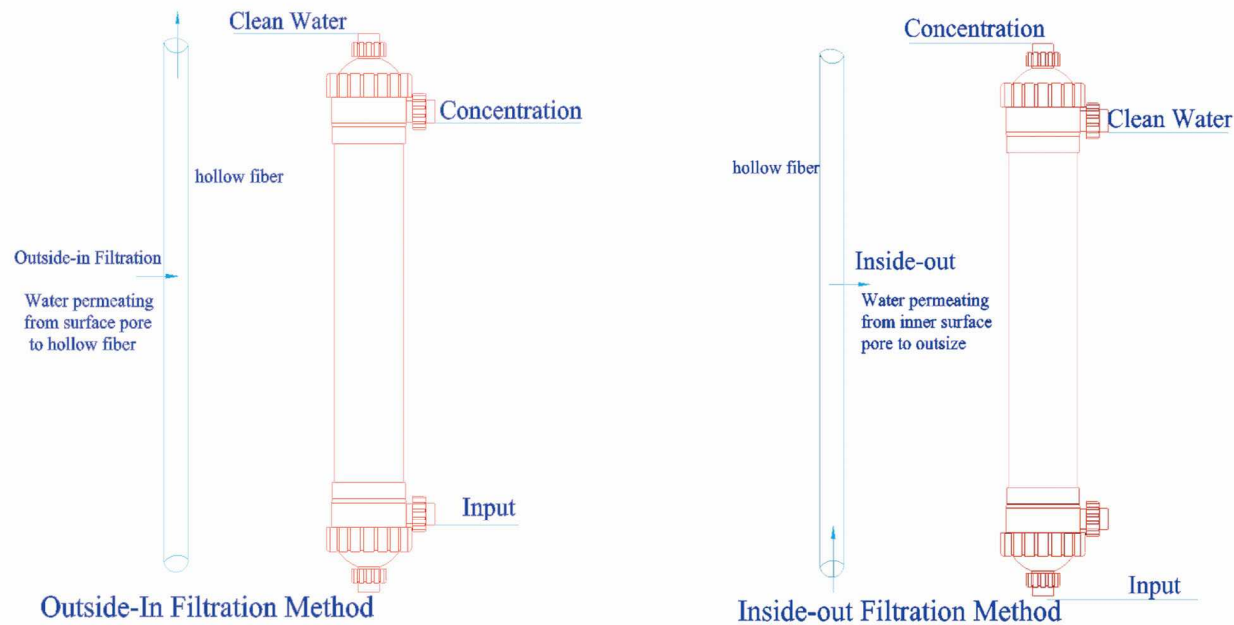 Clean Water
Concentration
hollow fiber
Outside-in Filtration
Water permeating
from surface pore
to hollow fiber
Input
Outside-In Filtration Method
Concentration
Clean Water
hollow fiber
Inside-out
Water permeating
from inner surface
pore to outsize
Input
Inside-out Filtration Method